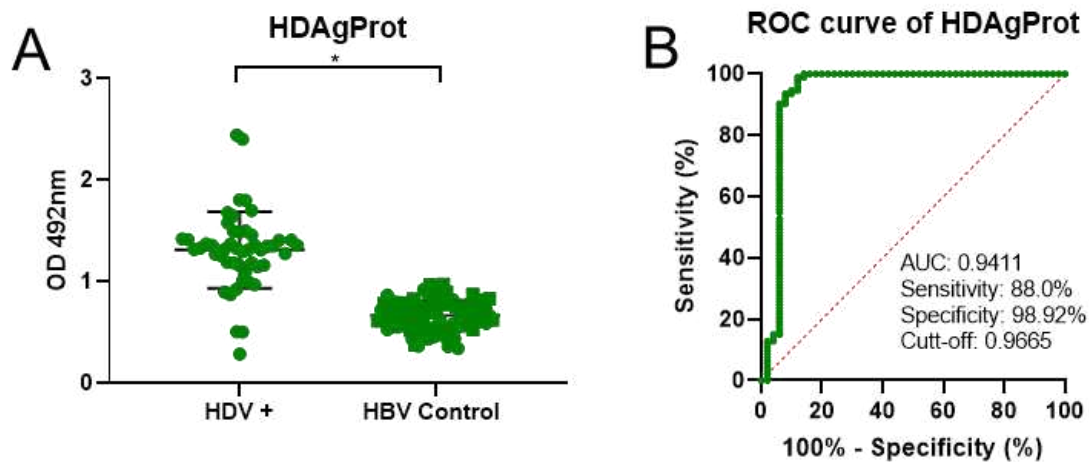 A
HDAgProt
*
3
2
1
0
OD 492nm
HDV +
HBV Control
B
ROC curve of HDAgProt
100
80
60
40
20
0
Sensitivity (%)
AUC: 0.9411
Sensitivity: 88.0%
Specificity: 98.92%
Cutt-off: 0.9665
0 20 40 60 80 100
100% - Specificity (%)